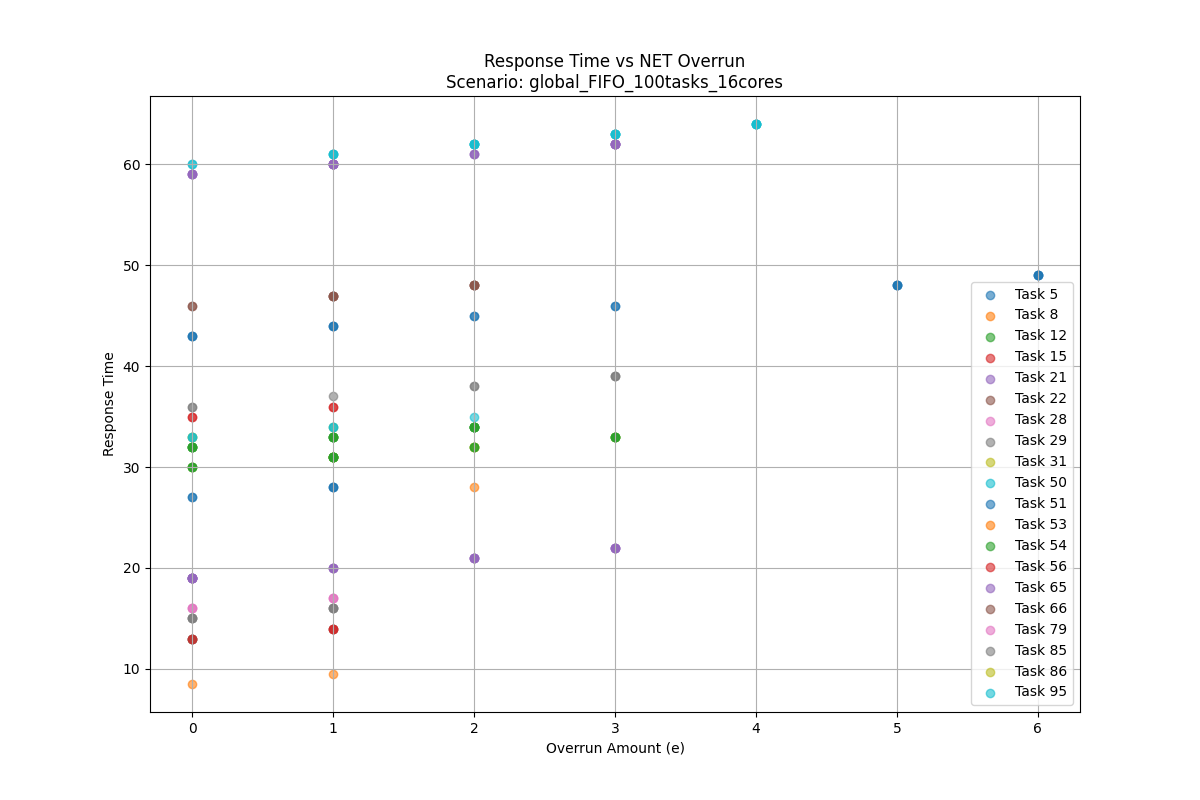 Response Time vs NET Overrun
Scenario: global_FIFO_100tasks_16cores
Response Time
60
50
40
30
20
10
0 1 2 3 4 5 6
Overrun Amount (e)
Task 5
Task 8
Task 12
Task 15
Task 21
Task 22
Task 28
Task 29
Task 31
Task 50
Task 51
Task 53
Task 54
Task 56
Task 65
Task 66
Task 79
Task 85
Task 86
Task 95